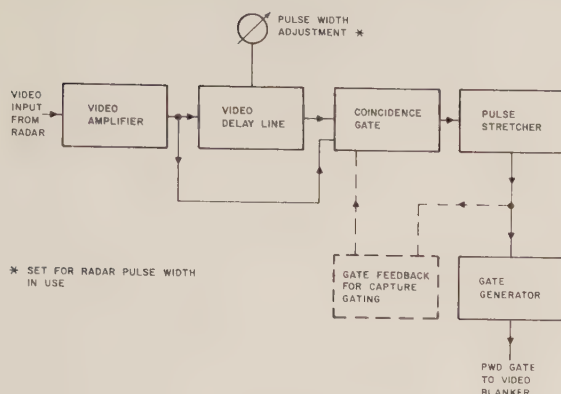 PULSE WIDTH
ADJUSTMENT *
VIDEO
INPUT
FROM
RADAR
VIDEO
AMPLIFIER
VIDEO
DELAY LINE
COINCIDENCE
GATE
PULSE
STRETCHER
* SET FOR RADAR PULSE WIDTH
IN USE
GATE FEEDBACK
FOR CAPTURE
GATING
GATE
GENERATOR
PWD GATE
TO VIDEO
BLANKER